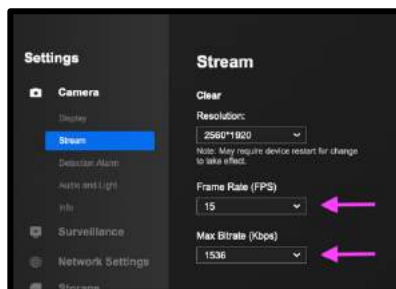 Settings
Camera
Display
Stream
Detection Alarm
Audio and Light
Info
Surveillance
Network Settings
Storage
Stream
Clear
Resolution:
2560*1920
Note: May require device restart for change
to take effect.
Frame Rate (FPS)
15
Max Bitrate (Kbps)
1536